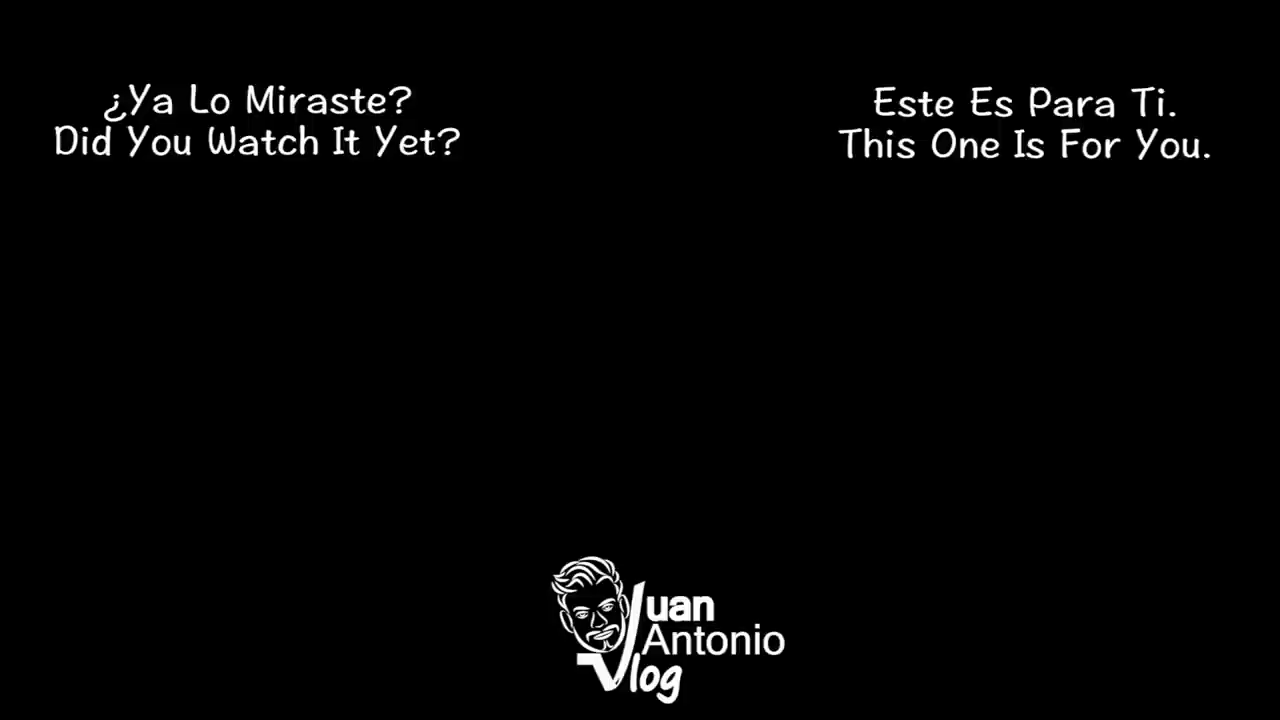 ¿Ya Lo Miraste?
Did You Watch It Yet?
Este Es Para Ti.
This One Is For You.
Juan
Antonio
Vlog